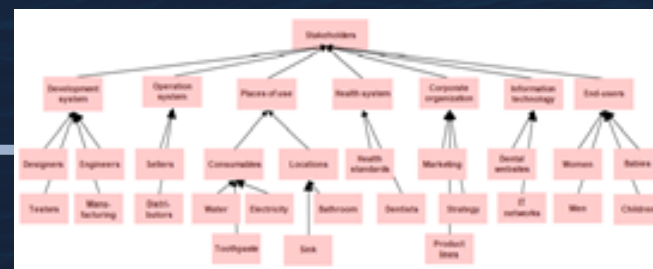 Stakeholders
Development
system
Operation
system
Places of use
Health system
Corporate
organization
Information
technology
End-users
Designers
Engineers
Sellers
Consumables
Locations
Health
standards
Marketing
Dental
websites
Women
Babies
Testers
Manu-
facturing
Distri-
butors
Water
Electricity
Bathroom
Dentists
Strategy
IT
networks
Men
Children
Toothpaste
Sink
Product
lines